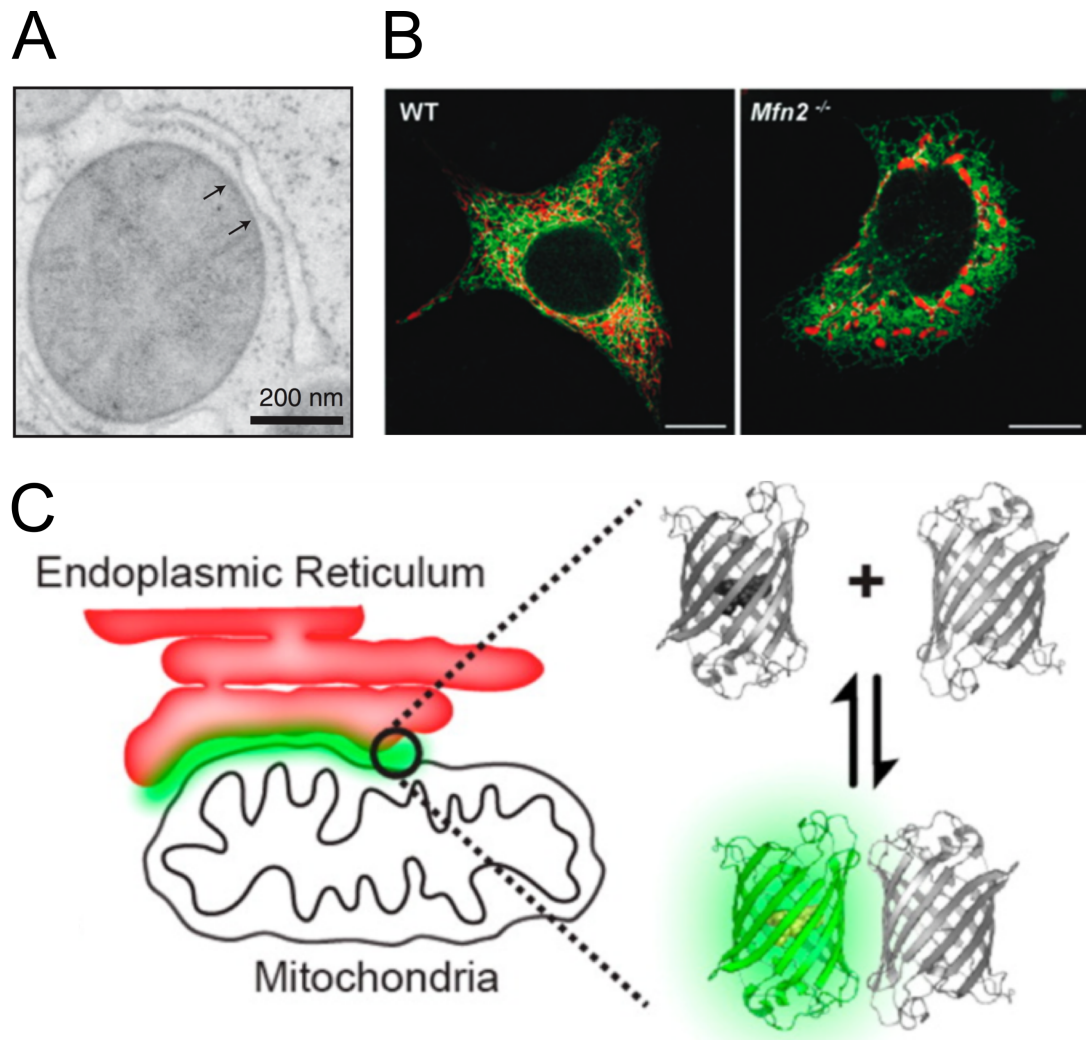 A
B
200 nm
WT
Mfn2 -/-
C
Endoplasmic Reticulum
+
Mitochondria